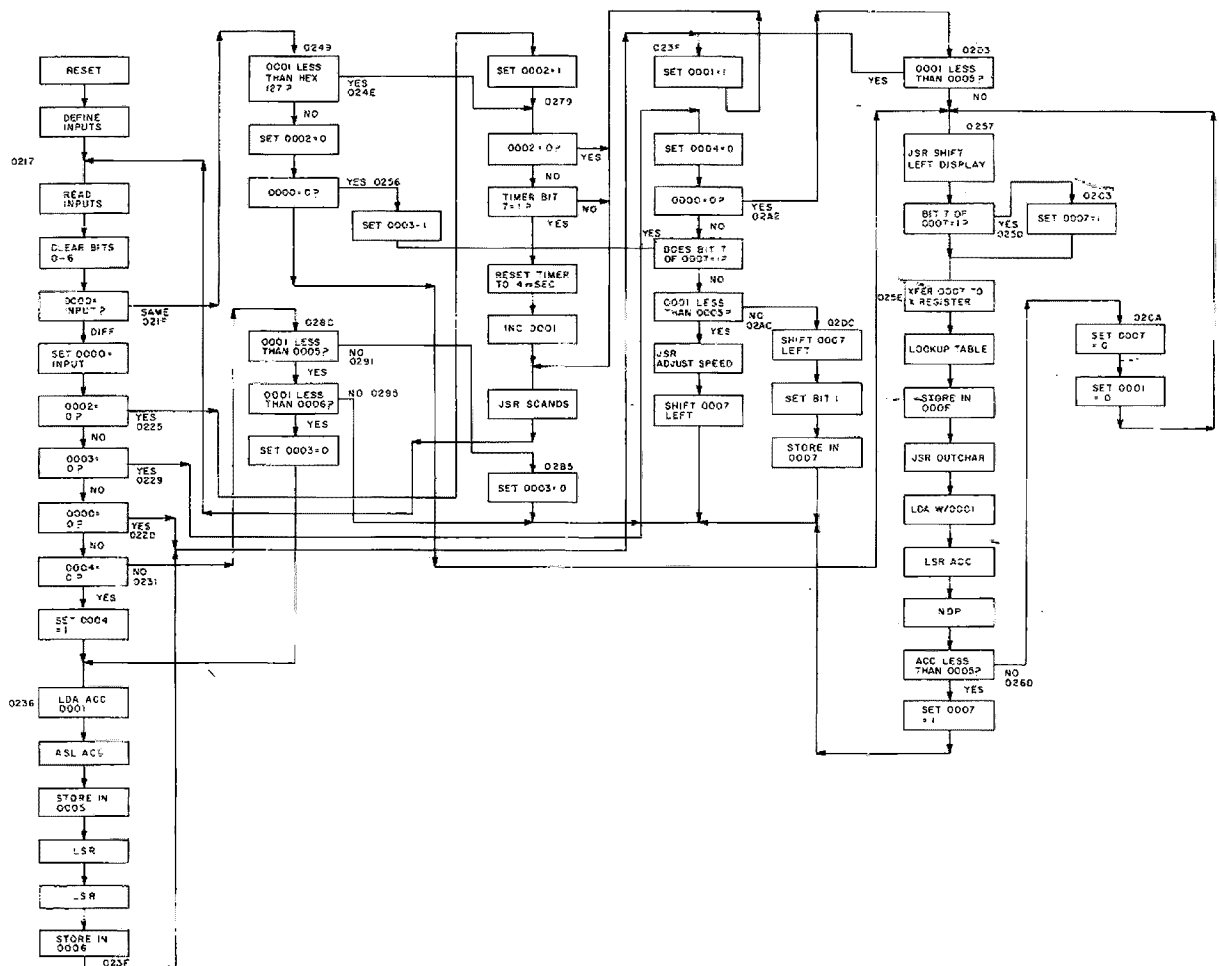 RESET
DEFINE
INPUTS
0217
READ
INPUTS
CLEAR BITS
0-6
0000=
INPUT?
SAME
021F
DIFF
SET 0000=
INPUT
0002=
0?
YES
0225
NO
0003=
0?
YES
0229
NO
0000=
0?
YES
022D
NO
0004=
0?
NO
0231
YES
SET 0004
=1
0236
LDA ACC
0001
ASL ACC
STORE IN
0005
LSR
LSR
STORE IN
0006
023F
0249
0001 LESS
THAN HEX
127?
YES
024E
NO
SET 0002=0
0000=0?
YES 0256
SET 0003=1
028C
0001 LESS
THAN 0005?
NO
0291
YES
0001 LESS
THAN 0006?
NO 0295
YES
SET 0003=0
SET 0002=1
0279
0002=0?
YES
NO
TIMER BIT
7=1?
NO
YES
RESET TIMER
TO 4mSEC
INC 0001
JSR SCANDS
0285
SET 0003=0
023F
SET 0001=1
SET 0004=0
0000=0?
YES
02A2
NO
YES
DOES BIT 7
OF 0007=1?
NO
0001 LESS
THAN 0005?
NO
02AC
YES
JSR
ADJUST SPEED
SHIFT 0007
LEFT
02DC
SHIFT 0007
LEFT
SET BIT 1
STORE IN
0007
02D3
0001 LESS
THAN 0005?
YES
NO
0257
JSR SHIFT
LEFT DISPLAY
BIT 7 OF
0007=1?
YES
025D
02C3
SET 0007=1
025E
XFER 0007 TO
X REGISTER
LOOKUP TABLE
STORE IN
000F
JSR OUTCHAR
LDA W/0001
LSR ACC
NOP
ACC LESS
THAN 0005?
NO
026D
YES
SET 0007
=1
02CA
SET 0007
=0
SET 0001
=0